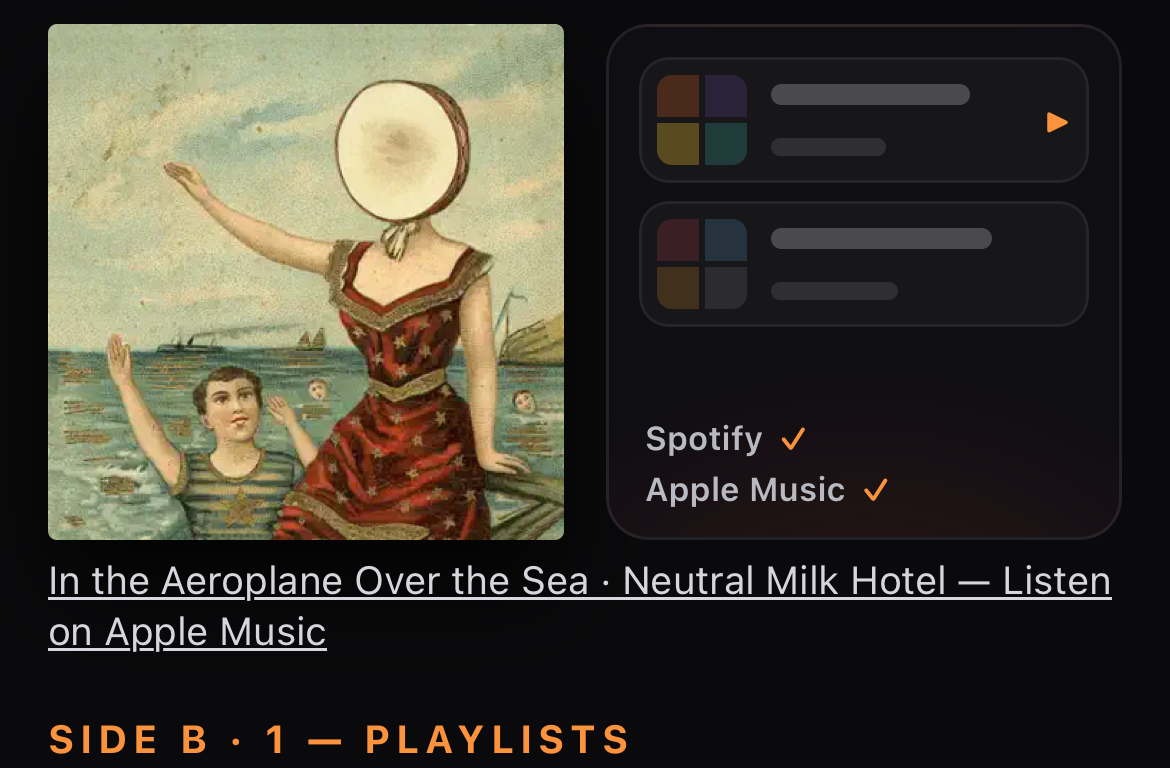 Spotify
Apple Music
In the Aeroplane Over the Sea · Neutral Milk Hotel — Listen
on Apple Music
SIDE B · 1 — PLAYLISTS